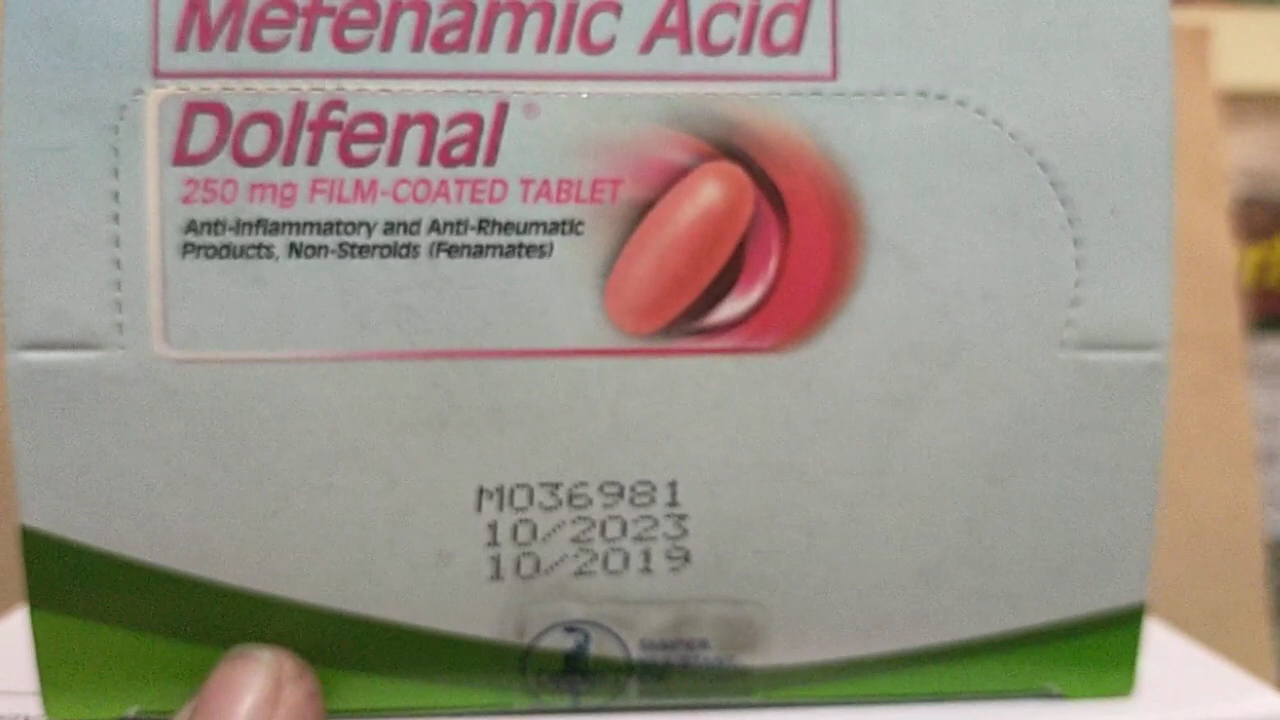 Mefenamic Acid
Dolfenal®
250 mg FILM-COATED TABLET
Anti-Inflammatory and Anti-Rheumatic
Products, Non-Steroids (Fenamates)
M036981
10/2023
10/2019